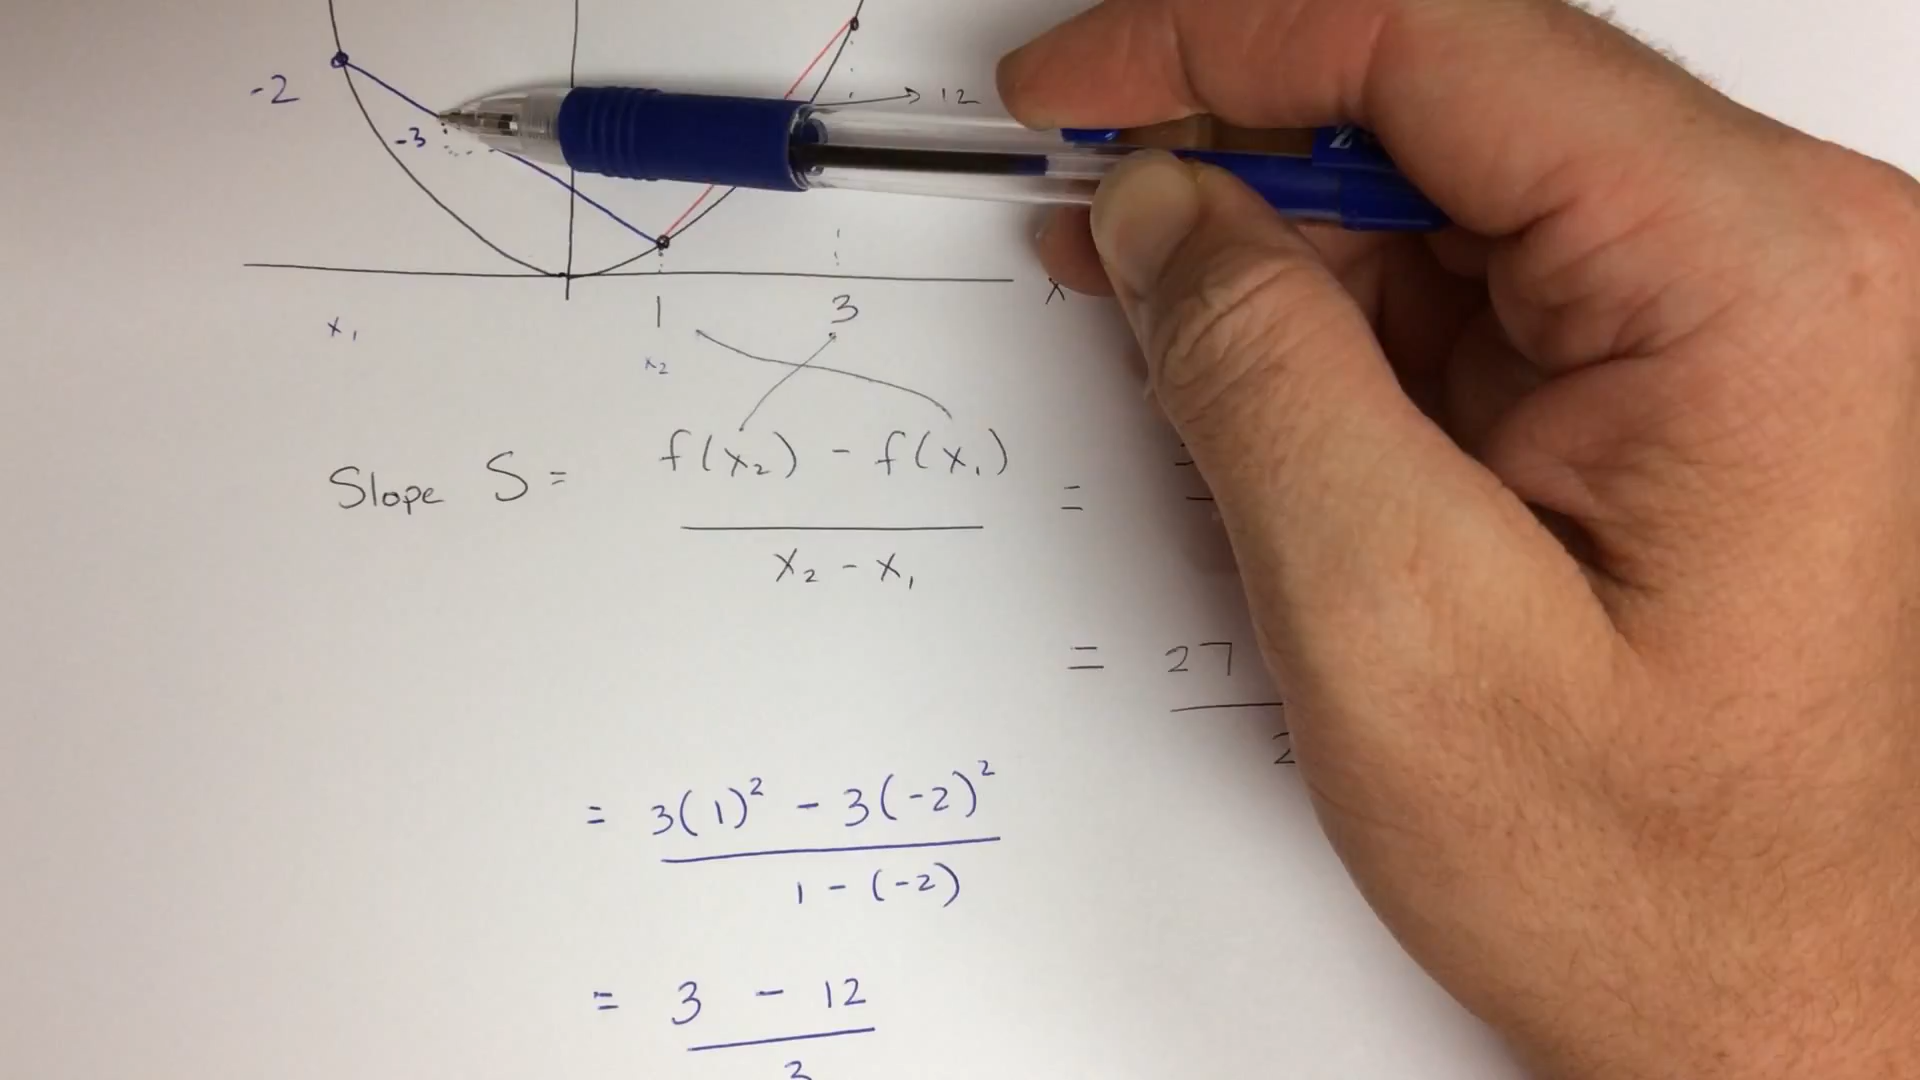 -2
-3
12
1 3 x
x₁
x₂
Slope S = f(x₂) - f(x₁) / x₂ - x₁ =
= 27 / 2
= 3(1)² - 3(-2)² / 1 - (-2)
= 3 - 12 / 3